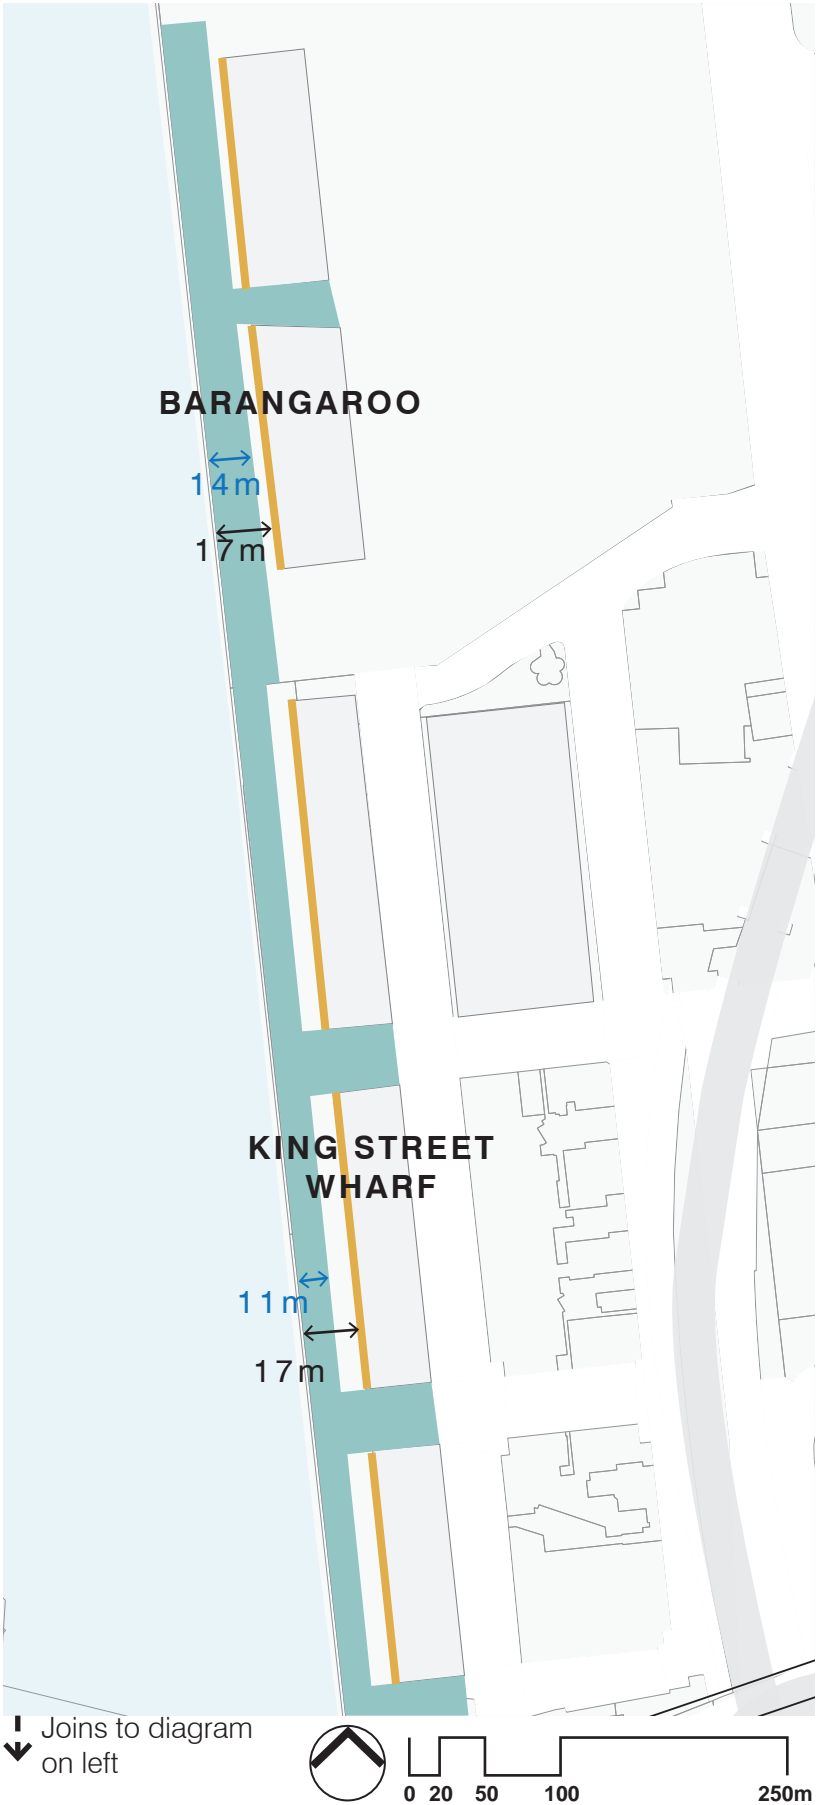 BARANGAROO
14m
17m
KING STREET
WHARF
11m
17m
Joins to diagram
on left
0 20 50 100 250m